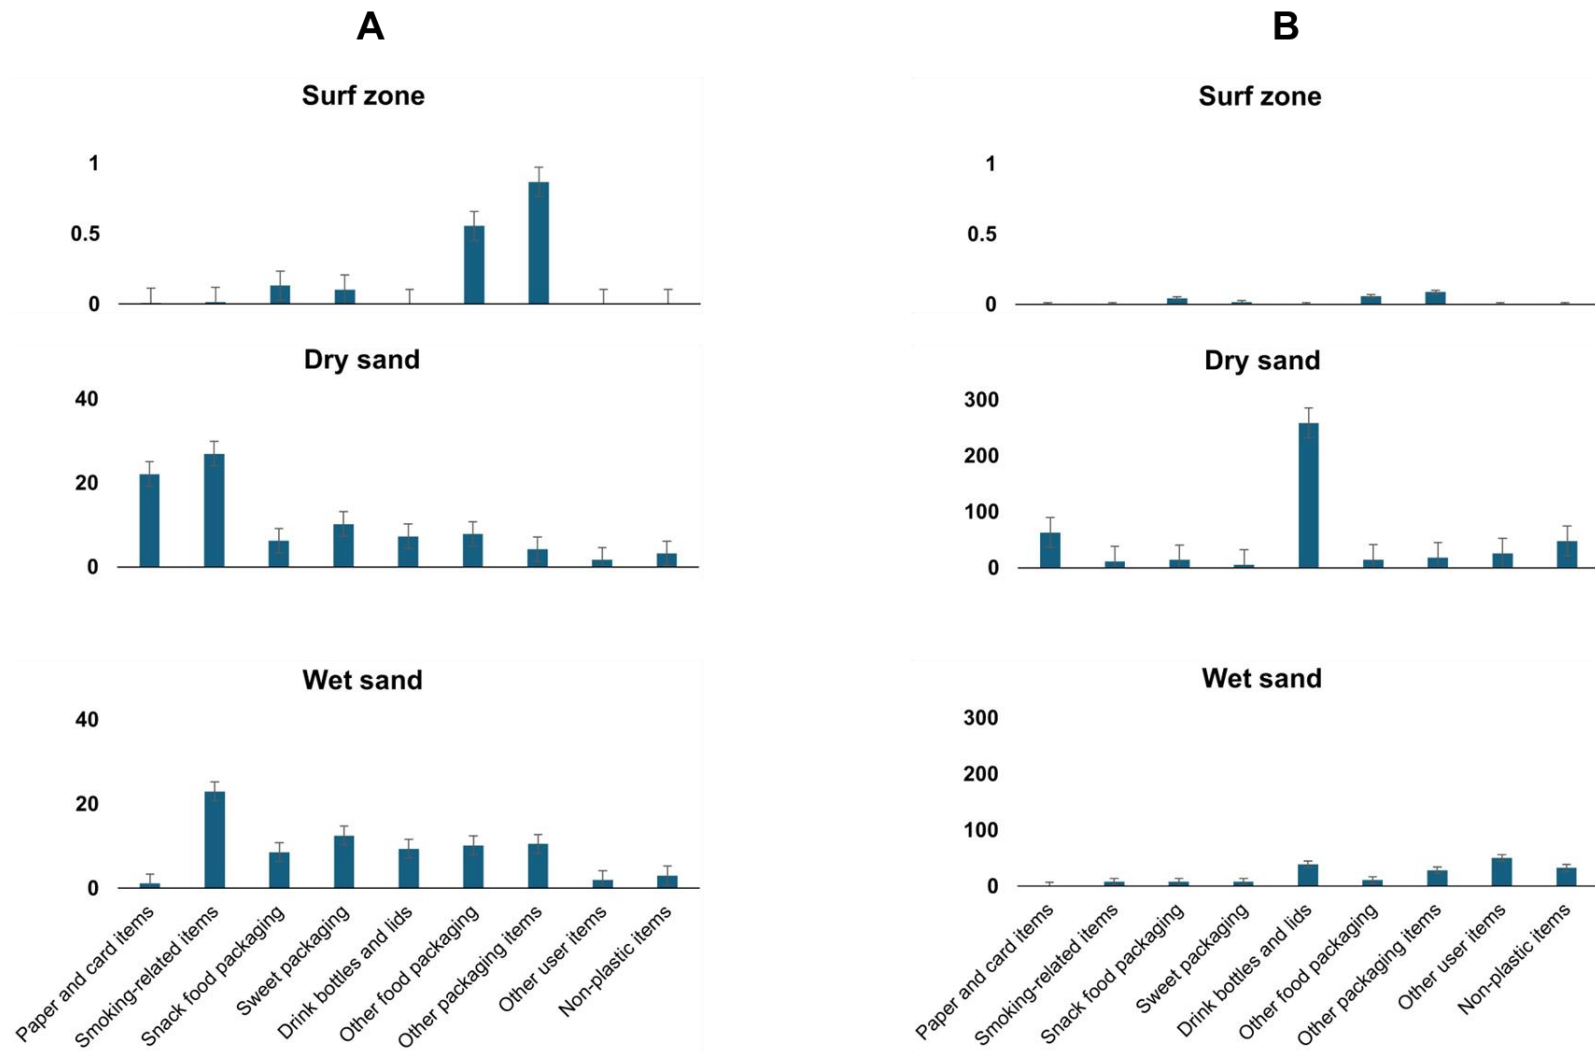 A
Surf zone
1
0.5
0
Dry sand
40
20
0
Wet sand
40
20
0
Paper and card items
Smoking-related items
Snack food packaging
Sweet packaging
Drink bottles and lids
Other food packaging
Other packaging items
Other user items
Non-plastic items
B
Surf zone
1
0.5
0
Dry sand
300
200
100
0
Wet sand
300
200
100
0
Paper and card items
Smoking-related items
Snack food packaging
Sweet packaging
Drink bottles and lids
Other food packaging
Other packaging items
Other user items
Non-plastic items